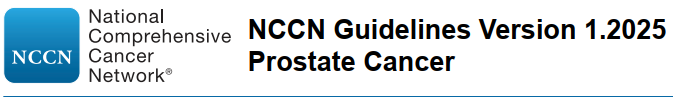 NCCN
National
Comprehensive
Cancer
Network®
NCCN Guidelines Version 1.2025
Prostate Cancer